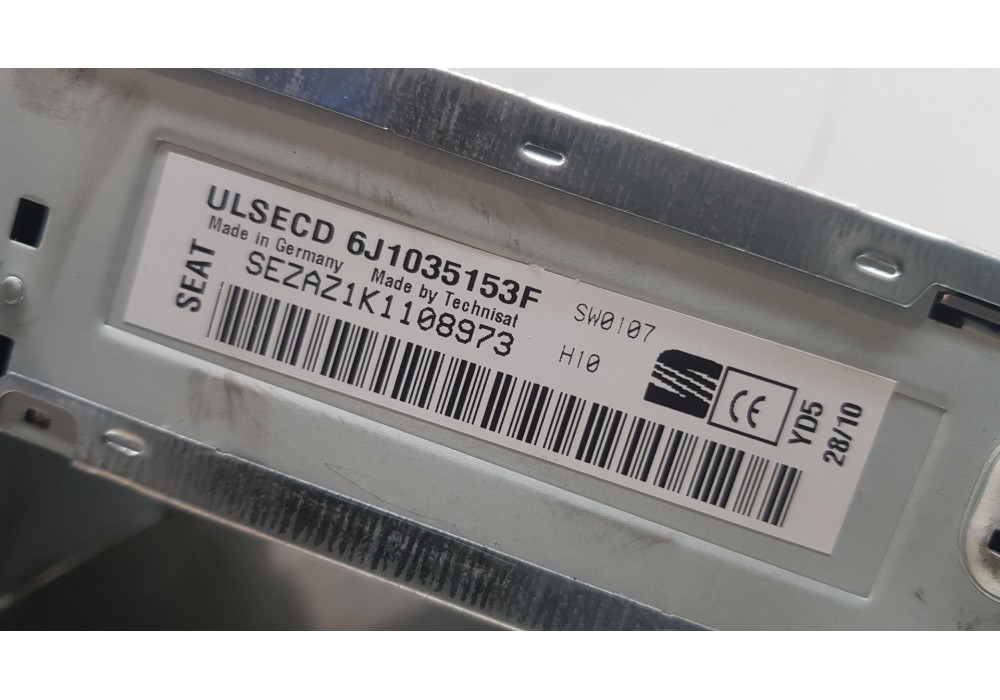 ULSECD 6J1035153F
Made in Germany Made by Technisat
SEAT
SEZAZ1K1108973
SW0107
H10
CE
YD5
28/10